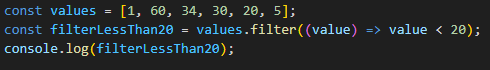 const values = [1, 60, 34, 30, 20, 5];
const filterLessThan20 = values.filter((value) => value < 20);
console.log(filterLessThan20);